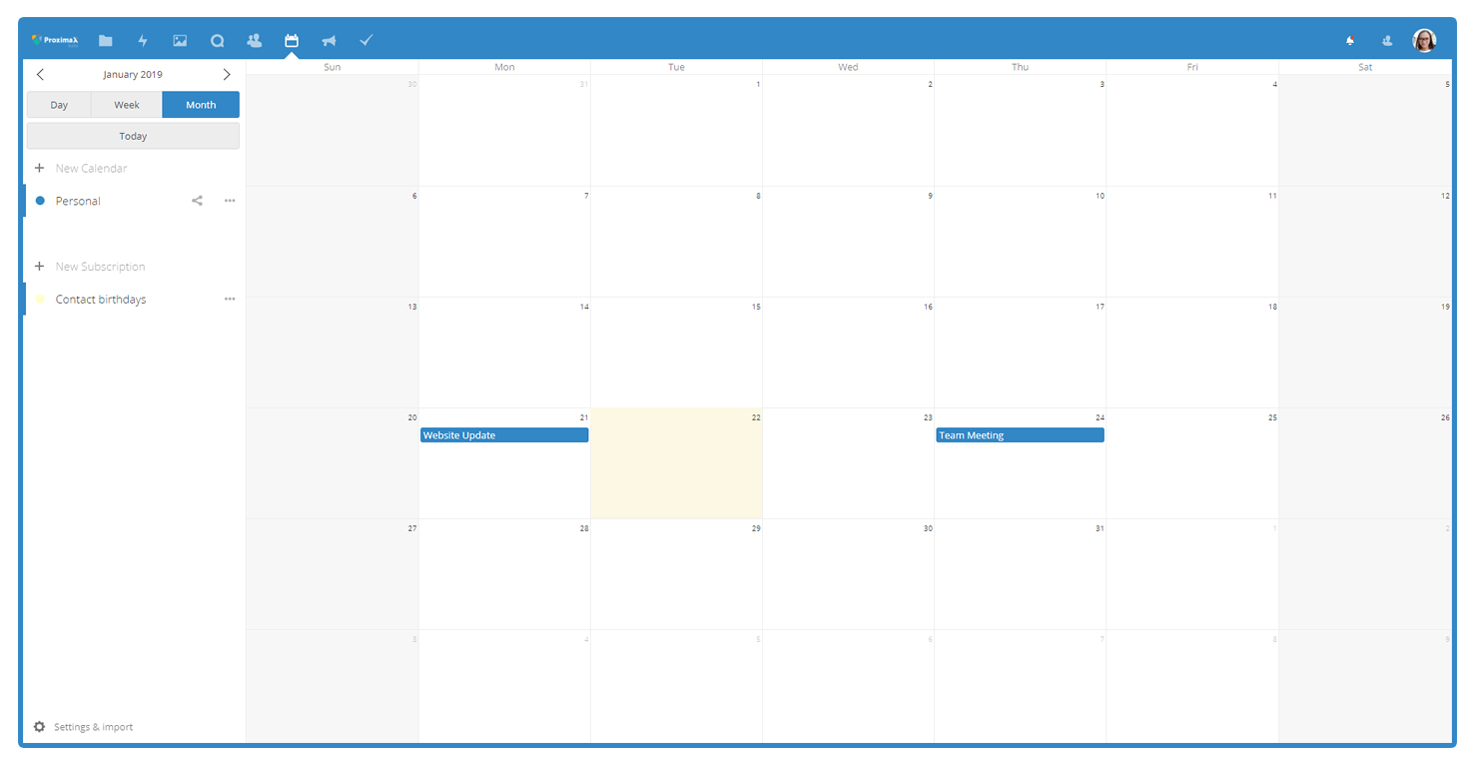 ProximaX
January 2019
Day Week Month
Today
New Calendar
Personal
New Subscription
Contact birthdays
Settings & import
Sun Mon Tue Wed Thu Fri Sat
30 31 1 2 3 4 5
6 7 8 9 10 11 12
13 14 15 16 17 18 19
20 21 22 23 24 25 26
Website Update Team Meeting
27 28 29 30 31 1 2
3 4 5 6 7 8 9